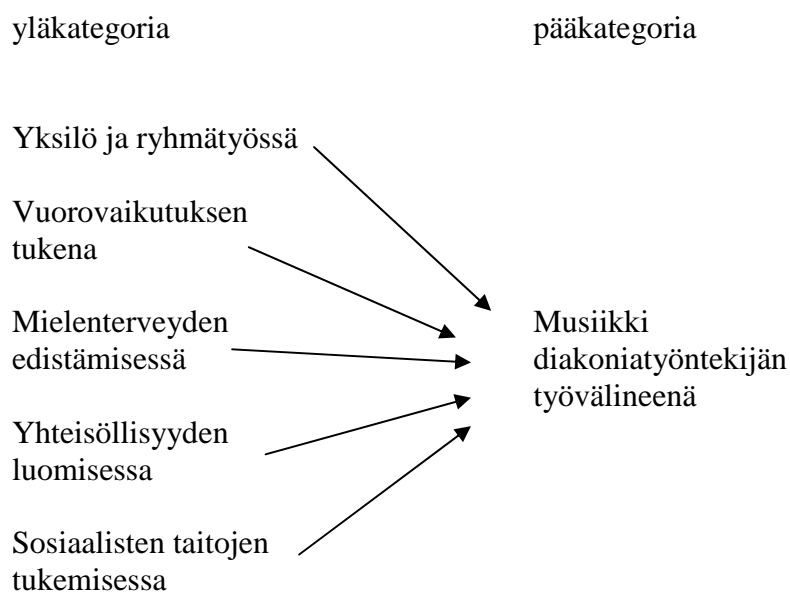 yläkategoria
pääkategoria
Yksilö ja ryhmätyössä
Vuorovaikutuksen
tukena
Mielenterveyden
edistämisessä
Yhteisöllisyyden
luomisessa
Sosiaalisten taitojen
tukemisessa
Musiikki
diakoniatyöntekijän
työvälineenä